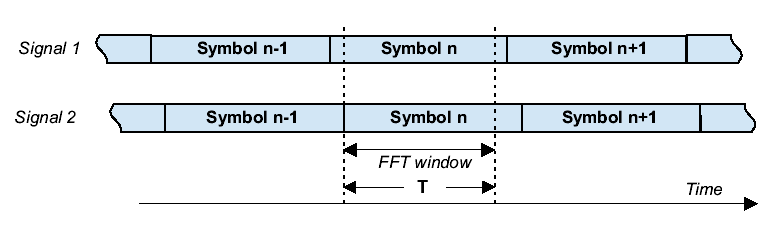 Signal 1 Symbol n-1 Symbol n Symbol n+1
Signal 2 Symbol n-1 Symbol n Symbol n+1
FFT window
T
Time